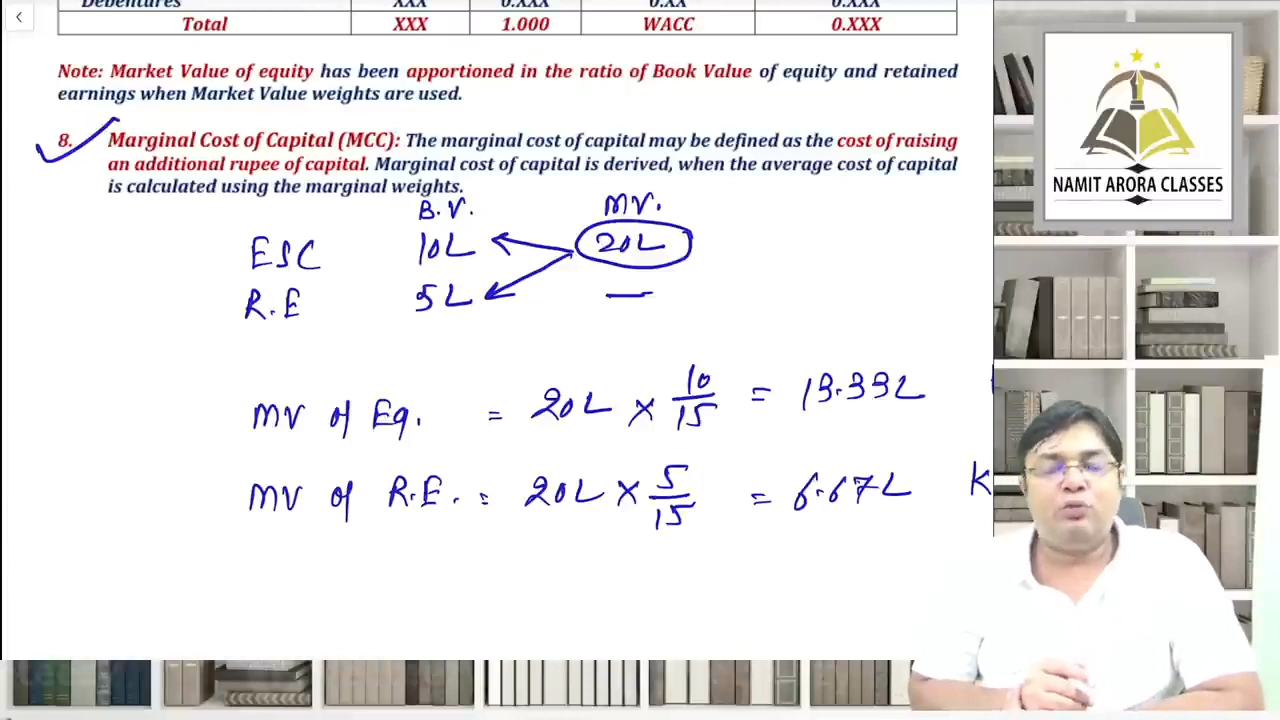 Debentures XXX 0.XXX 0.XX 0.XXX
Total XXX 1.000 WACC 0.XXX
Note: Market Value of equity has been apportioned in the ratio of Book Value of equity and retained
earnings when Market Value weights are used.
8. Marginal Cost of Capital (MCC): The marginal cost of capital may be defined as the cost of raising
an additional rupee of capital. Marginal cost of capital is derived, when the average cost of capital
is calculated using the marginal weights.
B.V. MV.
ESC 10L 20L
R.E 5L —
MV of Eq. = 20L × 10/15 = 13.33L
MV of R.E. = 20L × 5/15 = 6.67L K
NAMIT ARORA CLASSES